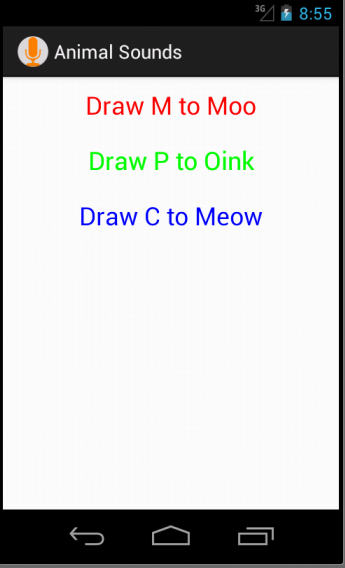 3G 8:55
Animal Sounds
Draw M to Moo
Draw P to Oink
Draw C to Meow